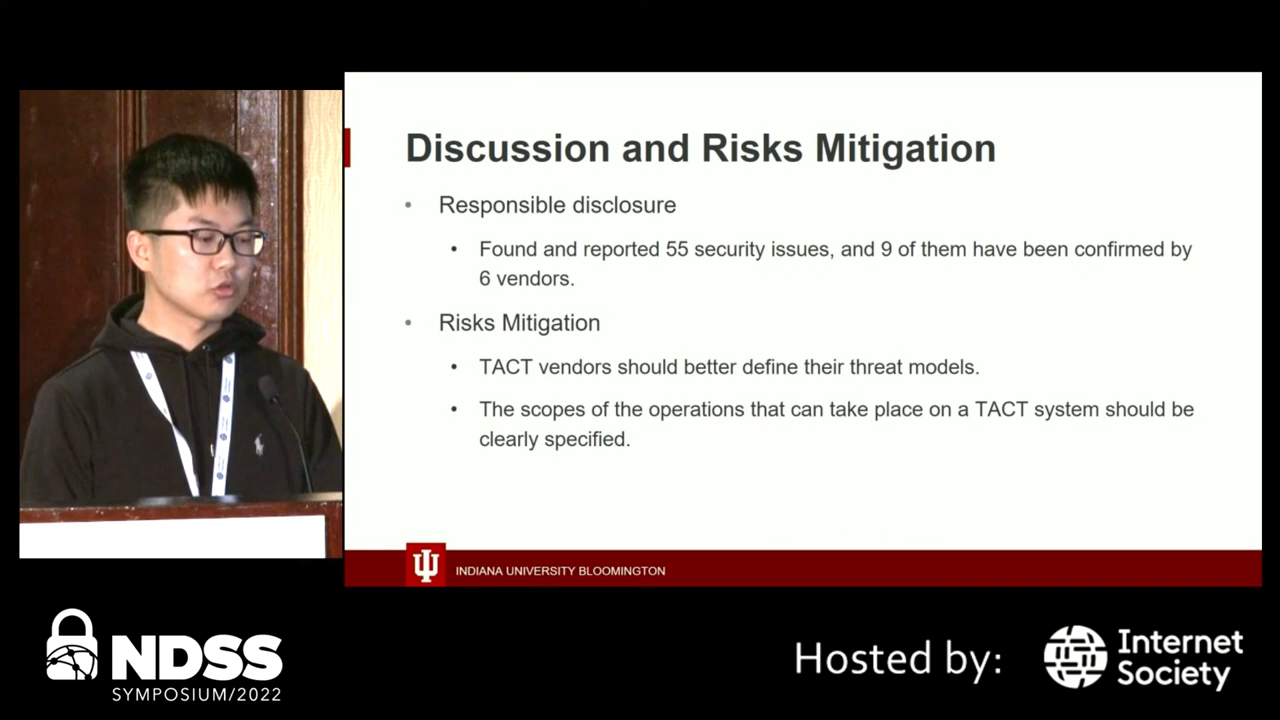 Discussion and Risks Mitigation
• Responsible disclosure
• Found and reported 55 security issues, and 9 of them have been confirmed by
6 vendors.
• Risks Mitigation
• TACT vendors should better define their threat models.
• The scopes of the operations that can take place on a TACT system should be
clearly specified.
INDIANA UNIVERSITY BLOOMINGTON
NDSS
SYMPOSIUM/2022
Hosted by:
Internet
Society